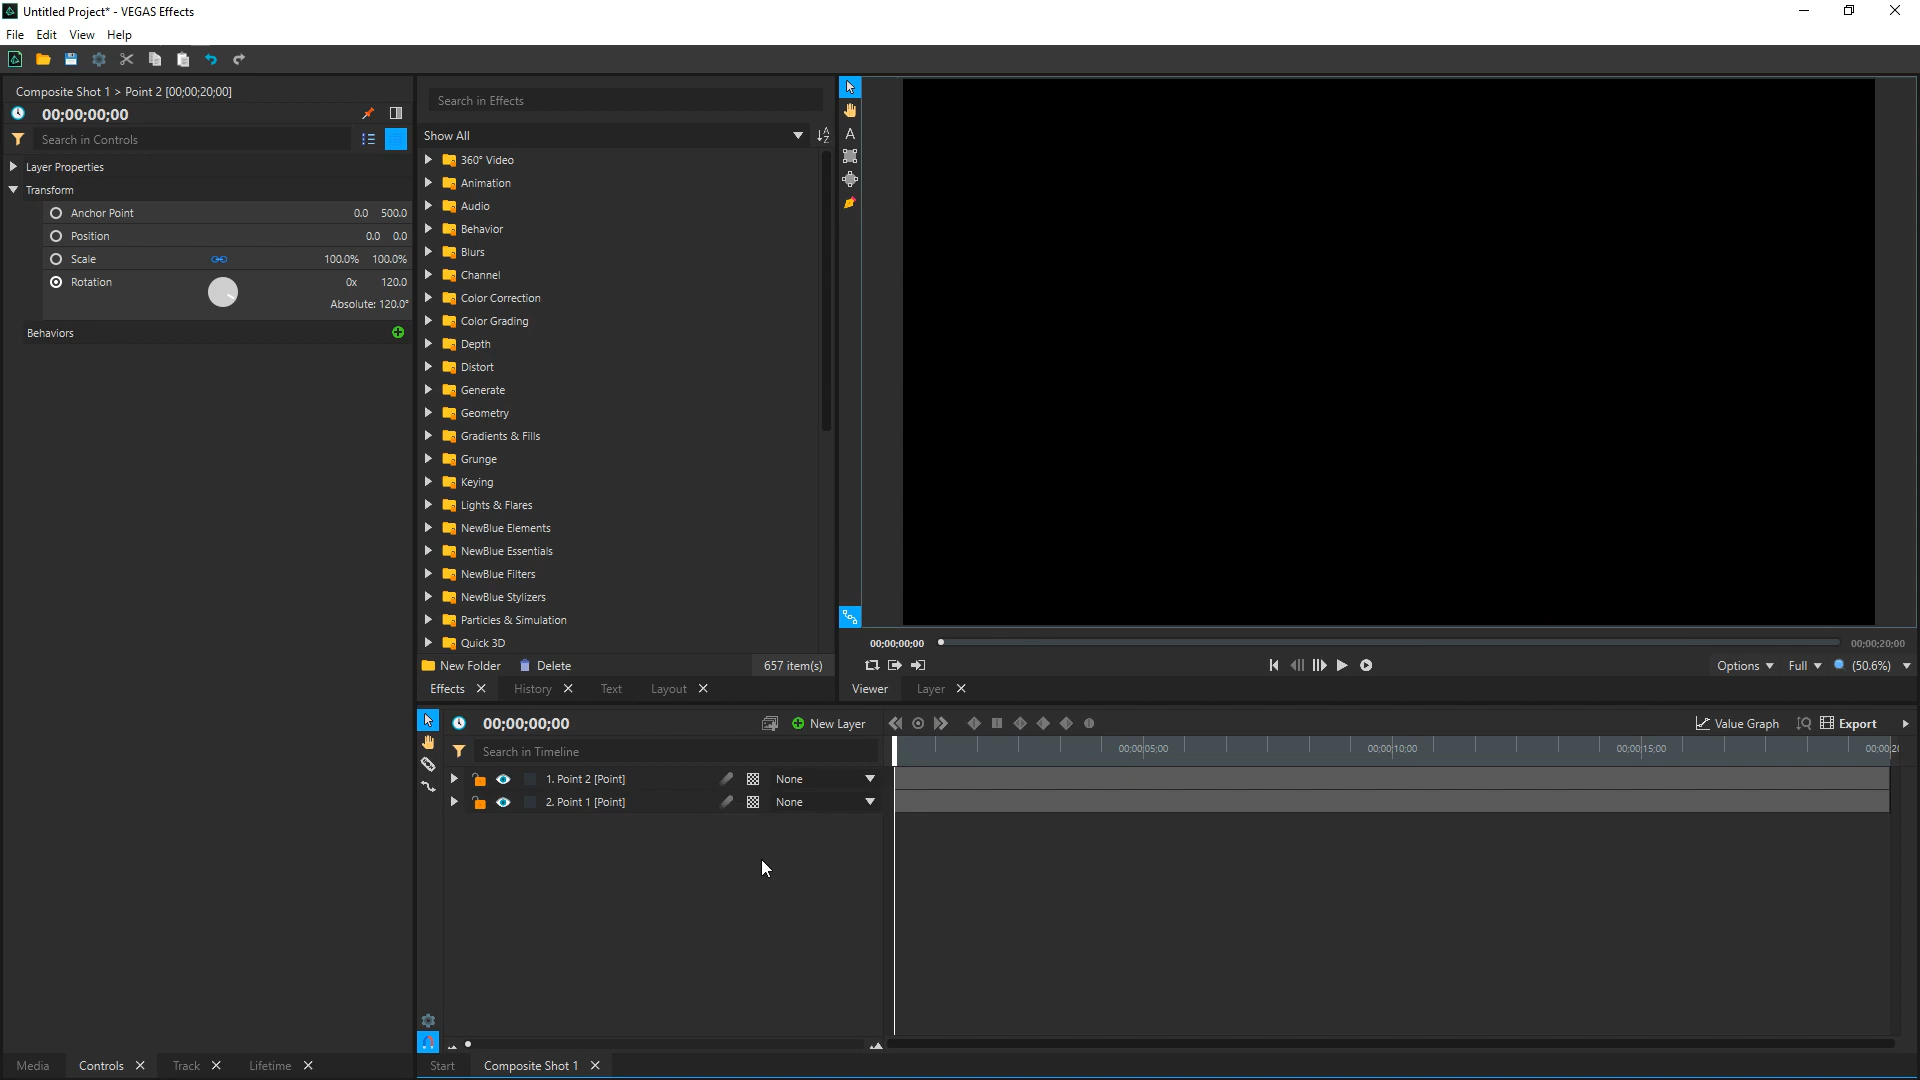 Untitled Project* - VEGAS Effects
File Edit View Help
Composite Shot 1 > Point 2 [00;00;20;00]
00;00;00;00
Search in Controls
Layer Properties
Transform
Anchor Point 0.0 500.0
Position 0.0 0.0
Scale 100.0% 100.0%
Rotation 0x 120.0
Absolute: 120.0°
Behaviors
Search in Effects
Show All
360° Video
Animation
Audio
Behavior
Blurs
Channel
Color Correction
Color Grading
Depth
Distort
Generate
Geometry
Gradients & Fills
Grunge
Keying
Lights & Flares
NewBlue Elements
NewBlue Essentials
NewBlue Filters
NewBlue Stylizers
Particles & Simulation
Quick 3D
New Folder Delete 657 item(s)
Effects History Text Layout
A
00;00;00;00 00;00;20;00
Options Full (50.6%)
Viewer Layer
00;00;00;00 New Layer Value Graph Export
Search in Timeline
00:00:05:00 00:00:10:00 00:00:15:00 00:00:2
1. Point 2 [Point] None
2. Point 1 [Point] None
Media Controls Track Lifetime
Start Composite Shot 1